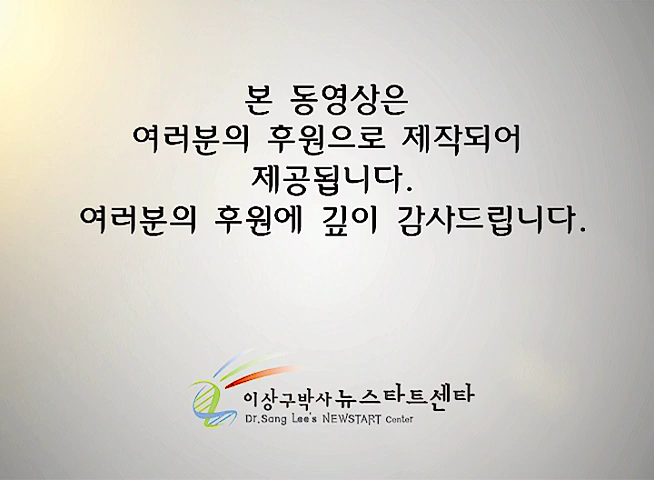 본 동영상은
여러분의 후원으로 제작되어
제공됩니다.
여러분의 후원에 깊이 감사드립니다.
이상구박사 뉴스타트센타
Dr.Sang Lee's NEWSTART Center